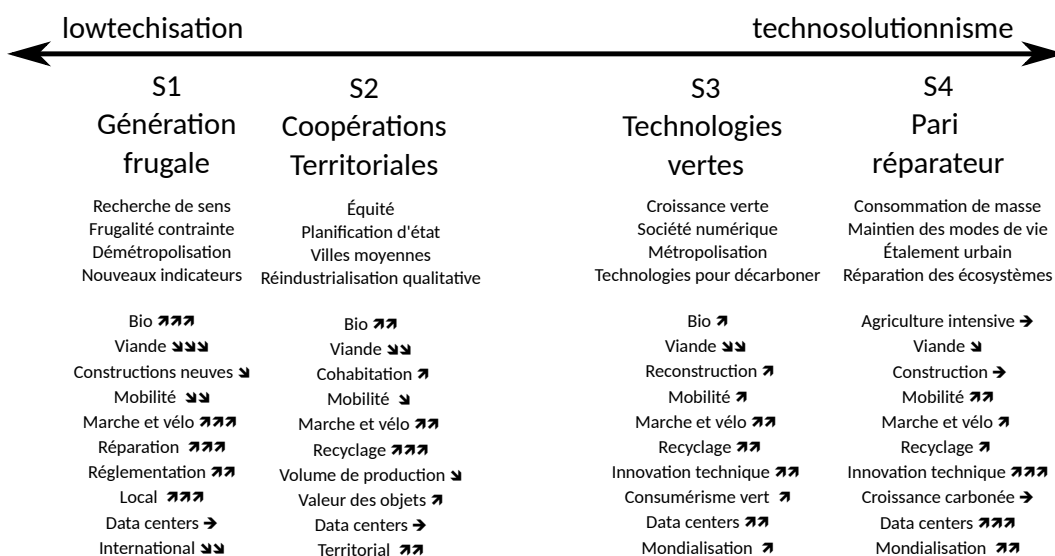 lowtechisation
technosolutionnisme
S1
Génération
frugale
Recherche de sens
Frugalité contrainte
Démétropolisation
Nouveaux indicateurs
Bio ↗↗↗
Viande ↘↘↘
Constructions neuves ↘
Mobilité ↘↘
Marche et vélo ↗↗↗
Réparation ↗↗↗
Réglementation ↗↗
Local ↗↗↗
Data centers →
International ↘↘
S2
Coopérations
Territoriales
Équité
Planification d'état
Villes moyennes
Réindustrialisation qualitative
Bio ↗↗
Viande ↘↘
Cohabitation ↗
Mobilité ↘
Marche et vélo ↗↗
Recyclage ↗↗↗
Volume de production ↘
Valeur des objets ↗
Data centers →
Territorial ↗↗
S3
Technologies
vertes
Croissance verte
Société numérique
Métropolisation
Technologies pour décarboner
Bio ↗
Viande ↘↘
Reconstruction ↗
Mobilité ↗
Marche et vélo ↗↗
Recyclage ↗↗
Innovation technique ↗↗
Consumérisme vert ↗
Data centers ↗↗
Mondialisation ↗
S4
Pari
réparateur
Consommation de masse
Maintien des modes de vie
Étalement urbain
Réparation des écosystèmes
Agriculture intensive →
Viande ↘
Construction →
Mobilité ↗↗
Marche et vélo ↗
Recyclage ↗
Innovation technique ↗↗↗
Croissance carbonée →
Data centers ↗↗↗
Mondialisation ↗↗